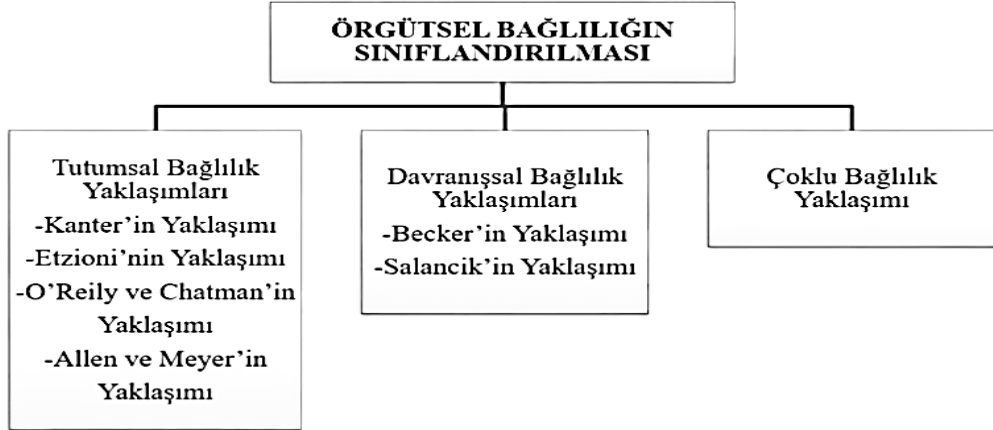 ÖRGÜTSEL BAĞLILIĞIN
SINIFLANDIRILMASI
Tutumsal Bağlılık
Yaklaşımları
-Kanter’in Yaklaşımı
-Etzioni’nin Yaklaşımı
-O’Reily ve Chatman’in
Yaklaşımı
-Allen ve Meyer’in
Yaklaşımı
Davranışsal Bağlılık
Yaklaşımları
-Becker’in Yaklaşımı
-Salancik’in Yaklaşımı
Çoklu Bağlılık
Yaklaşımı